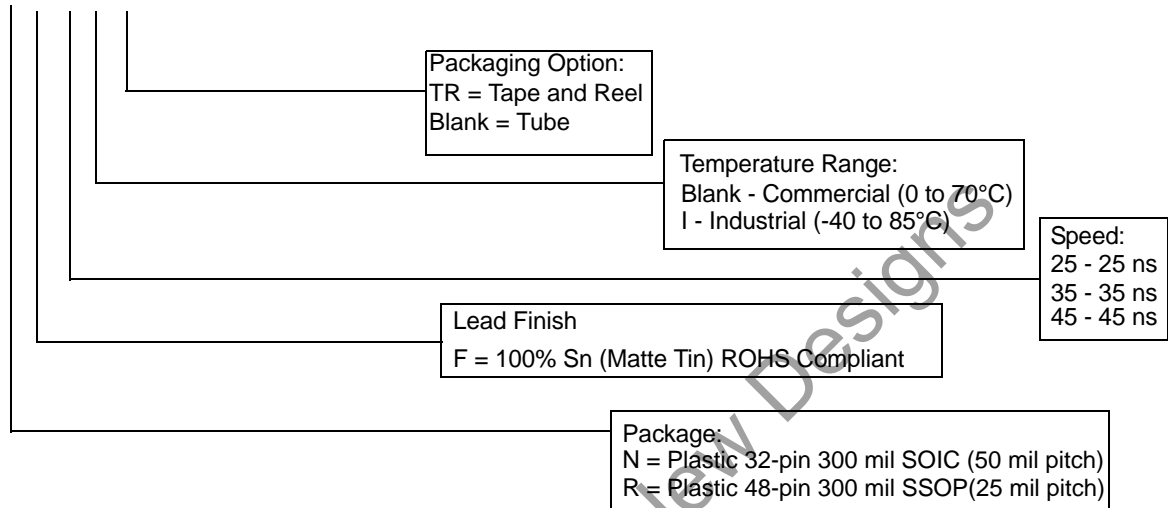 Packaging Option:
TR = Tape and Reel
Blank = Tube
Temperature Range:
Blank - Commercial (0 to 70°C)
I - Industrial (-40 to 85°C)
Speed:
25 - 25 ns
35 - 35 ns
45 - 45 ns
Lead Finish
F = 100% Sn (Matte Tin) ROHS Compliant
Package:
N = Plastic 32-pin 300 mil SOIC (50 mil pitch)
R = Plastic 48-pin 300 mil SSOP(25 mil pitch)
Designs